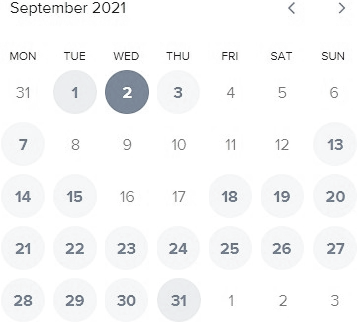 September 2021
MON TUE WED THU FRI SAT SUN
31 1 2 3 4 5 6
7 8 9 10 11 12 13
14 15 16 17 18 19 20
21 22 23 24 25 26 27
28 29 30 31 1 2 3